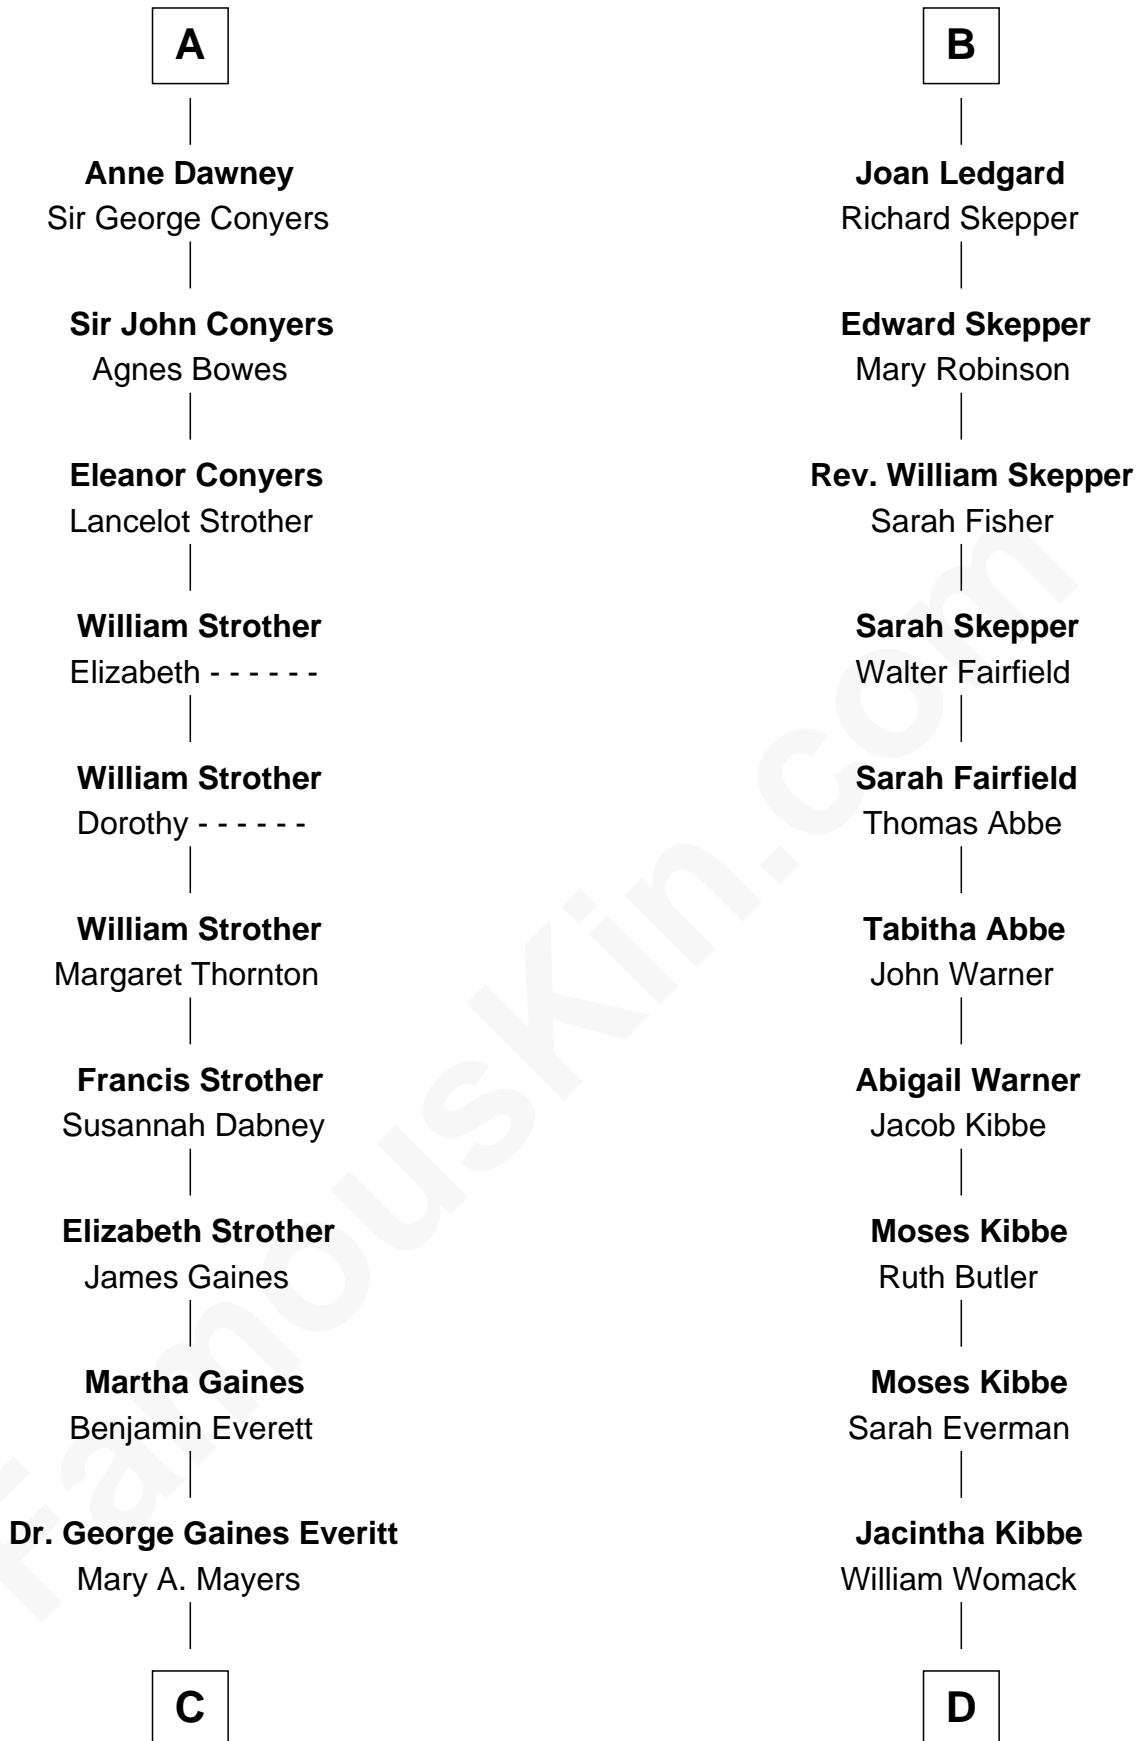 A
Anne Dawney
Sir George Conyers
Sir John Conyers
Agnes Bowes
Eleanor Conyers
Lancelot Strother
William Strother
Elizabeth - - - - - -
William Strother
Dorothy - - - - - -
William Strother
Margaret Thornton
Francis Strother
Susannah Dabney
Elizabeth Strother
James Gaines
Martha Gaines
Benjamin Everett
Dr. George Gaines Everitt
Mary A. Mayers
C
B
Joan Ledgard
Richard Skepper
Edward Skepper
Mary Robinson
Rev. William Skepper
Sarah Fisher
Sarah Skepper
Walter Fairfield
Sarah Fairfield
Thomas Abbe
Tabitha Abbe
John Warner
Abigail Warner
Jacob Kibbe
Moses Kibbe
Ruth Butler
Moses Kibbe
Sarah Everman
Jacintha Kibbe
William Womack
D
FamousKin.com